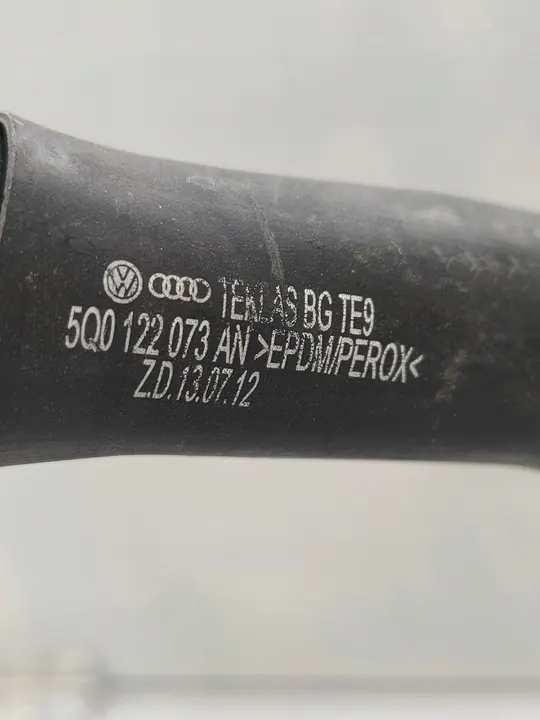 TEKLAS BG TE9
5Q0 122 073 AN >EPDM/PEROX<
Z.D.13.07.12